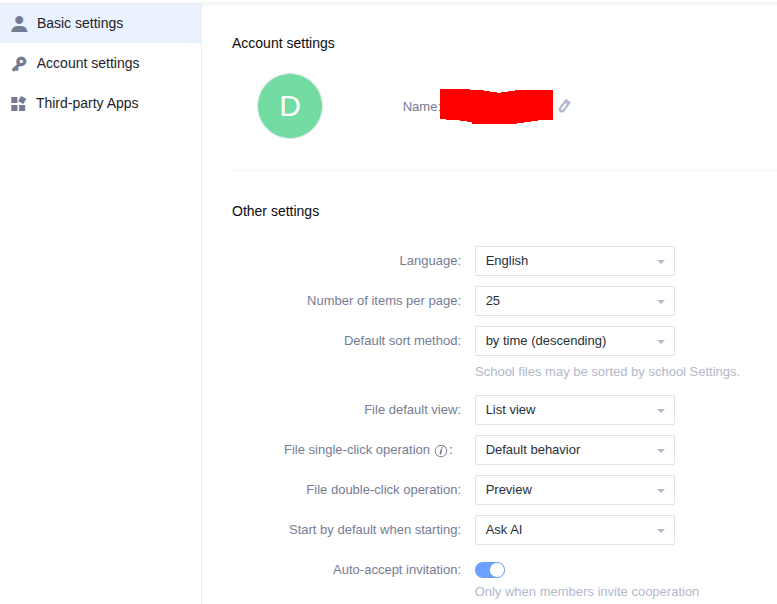 Basic settings
Account settings
Third-party Apps
Account settings
D
Name:
Other settings
Language: English
Number of items per page: 25
Default sort method: by time (descending)
School files may be sorted by school Settings.
File default view: List view
File single-click operation i : Default behavior
File double-click operation: Preview
Start by default when starting: Ask AI
Auto-accept invitation:
Only when members invite cooperation